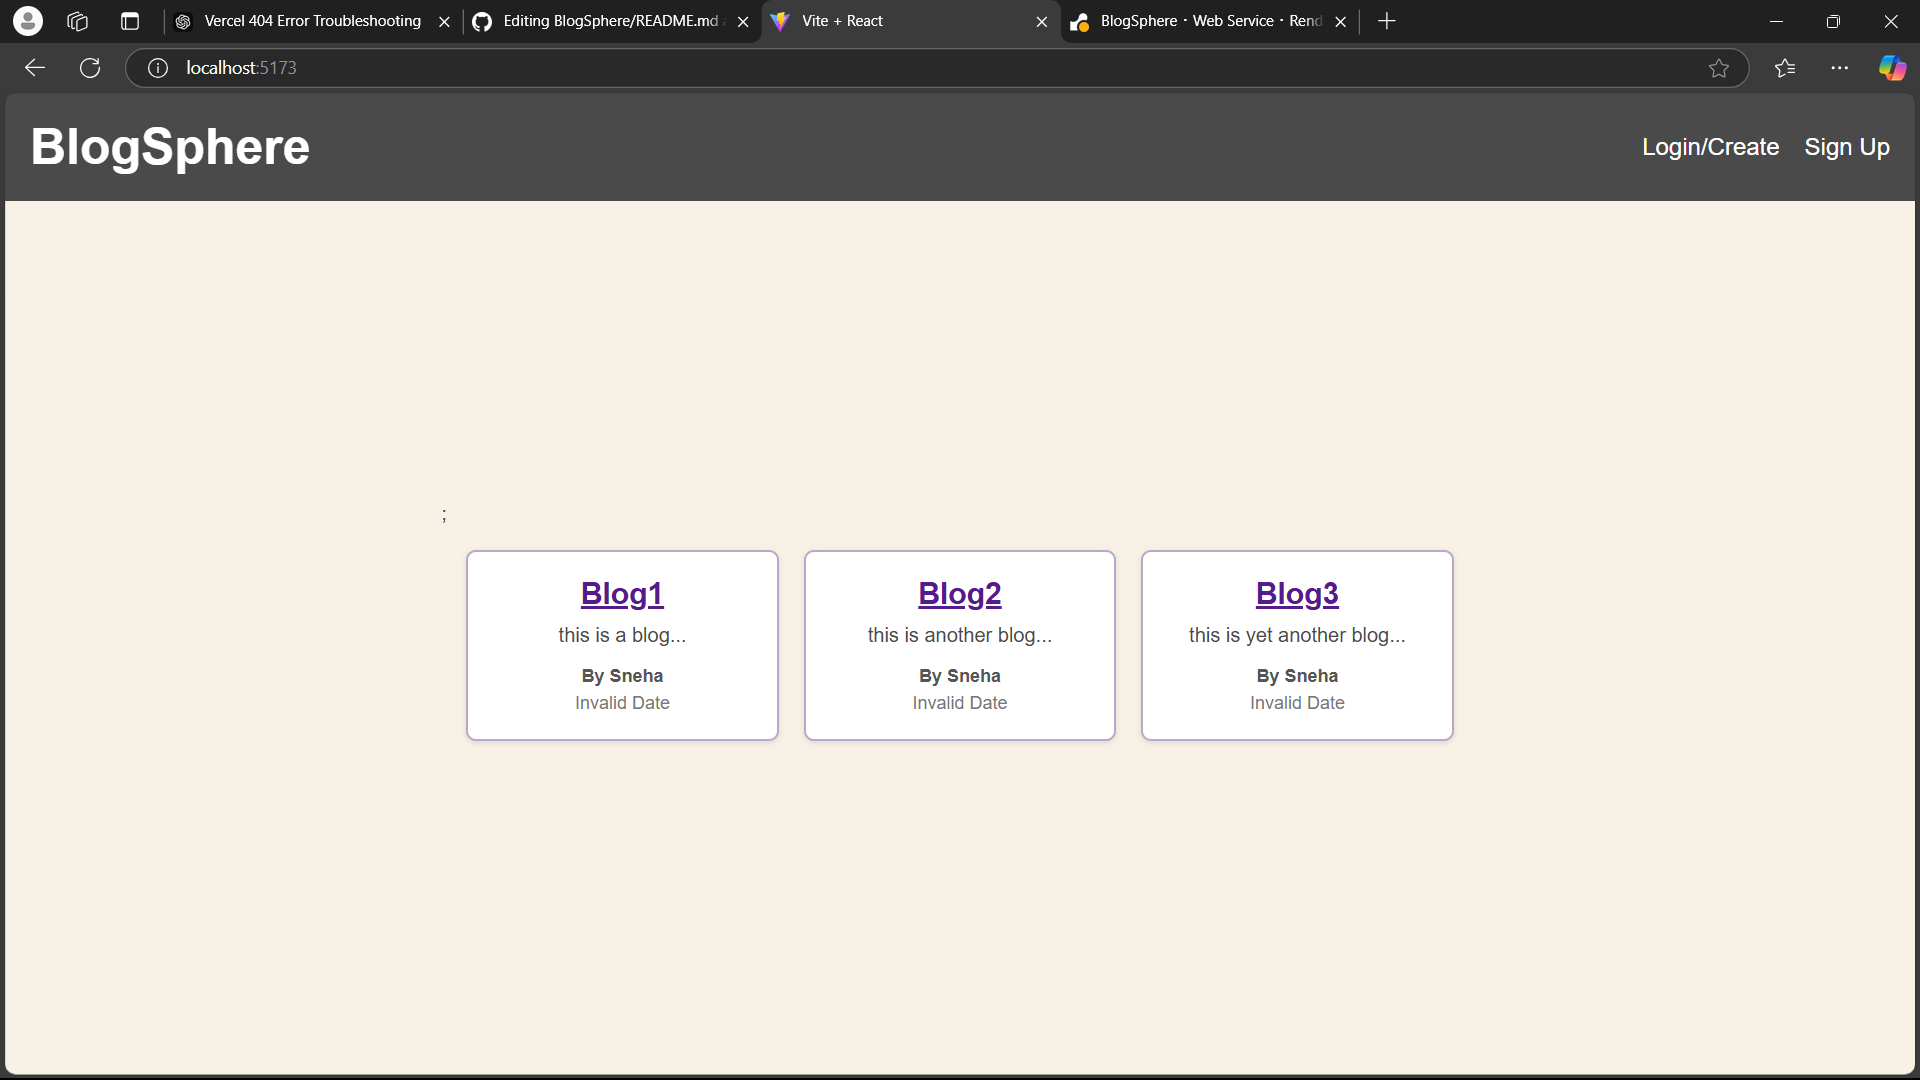 Vercel 404 Error Troubleshooting
Editing BlogSphere/README.md
Vite + React
BlogSphere · Web Service · Rend
localhost:5173
BlogSphere
Login/Create
Sign Up
;
Blog1
this is a blog...
By Sneha
Invalid Date
Blog2
this is another blog...
By Sneha
Invalid Date
Blog3
this is yet another blog...
By Sneha
Invalid Date